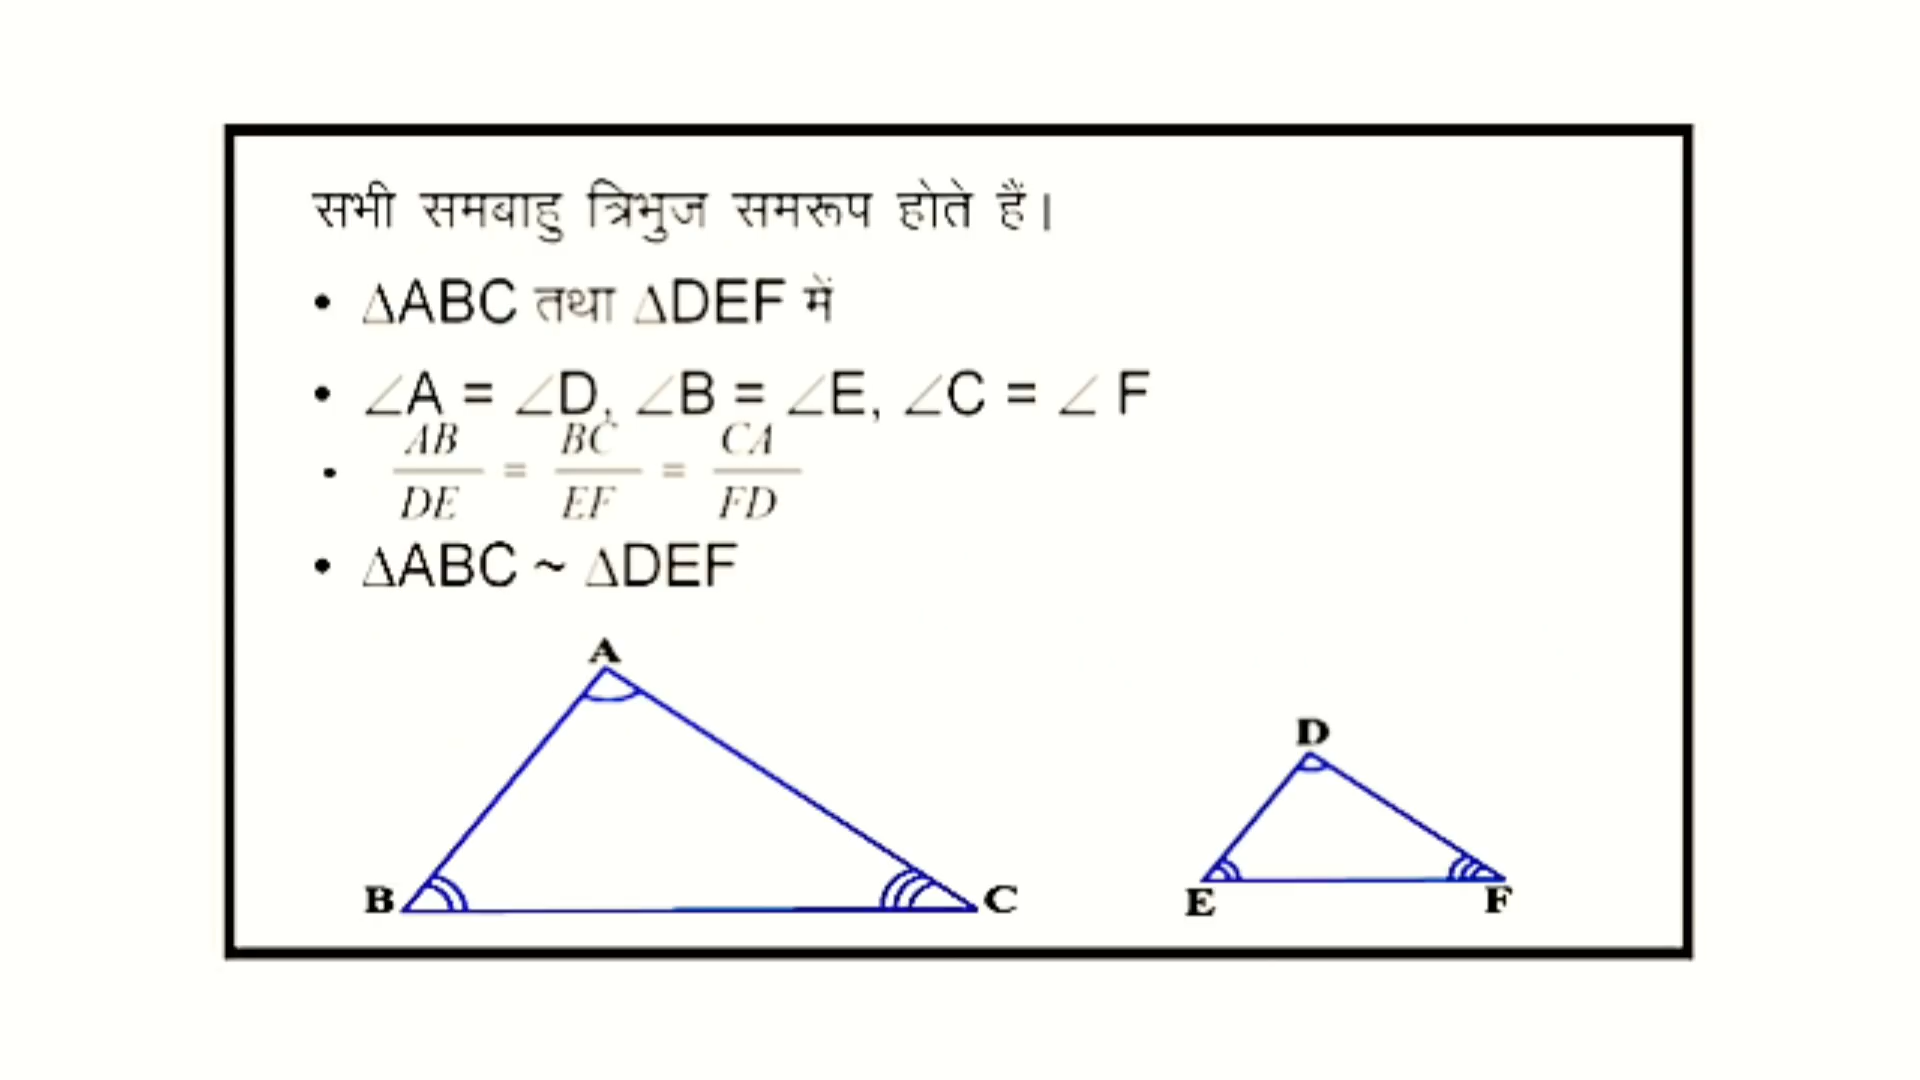 सभी समबाहु त्रिभुज समरूप होते हैं।
• ΔABC तथा ΔDEF में
• ∠A = ∠D, ∠B = ∠E, ∠C = ∠ F
• AB/DE = BC/EF = CA/FD
• ΔABC ~ ΔDEF
A
D
B C
E F